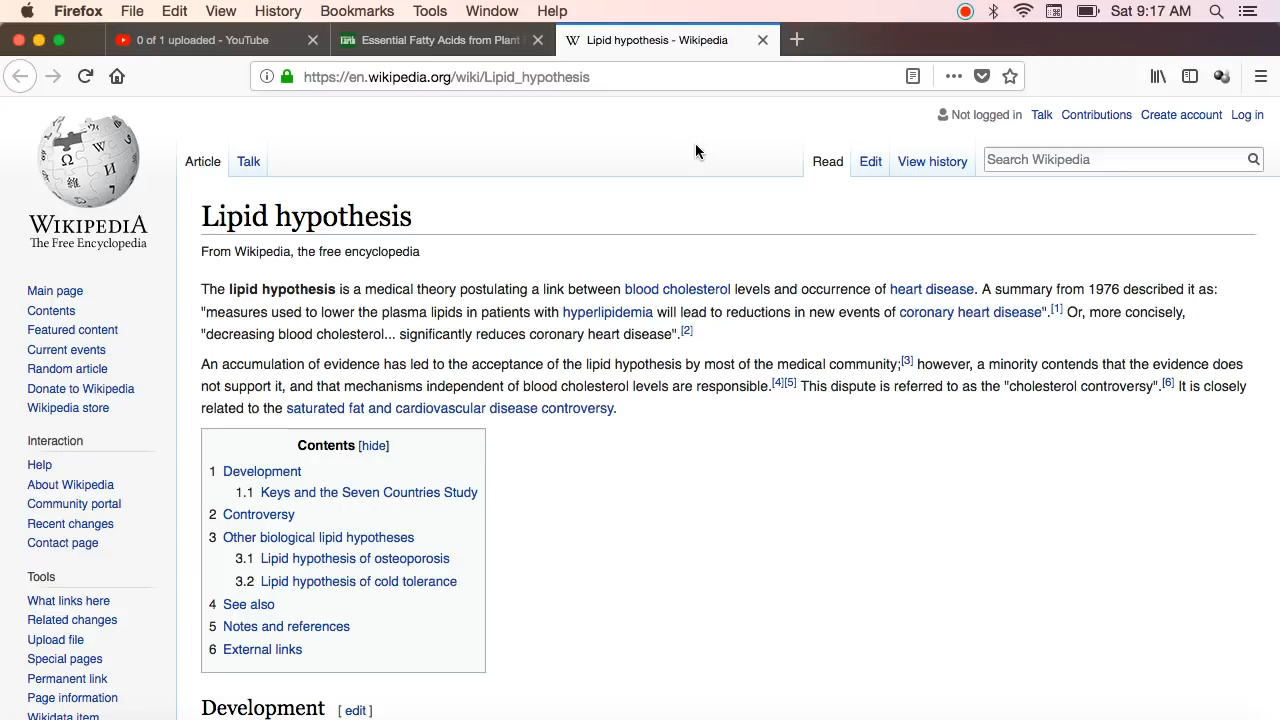 Firefox File Edit View History Bookmarks Tools Window Help Sat 9:17 AM
0 of 1 uploaded - YouTube Essential Fatty Acids from Plant Lipid hypothesis - Wikipedia
https://en.wikipedia.org/wiki/Lipid_hypothesis
Not logged in Talk Contributions Create account Log in
Article Talk Read Edit View history Search Wikipedia
WIKIPEDIA
The Free Encyclopedia
Lipid hypothesis
From Wikipedia, the free encyclopedia
The lipid hypothesis is a medical theory postulating a link between blood cholesterol levels and occurrence of heart disease. A summary from 1976 described it as:
"measures used to lower the plasma lipids in patients with hyperlipidemia will lead to reductions in new events of coronary heart disease".[1] Or, more concisely,
"decreasing blood cholesterol... significantly reduces coronary heart disease".[2]
An accumulation of evidence has led to the acceptance of the lipid hypothesis by most of the medical community;[3] however, a minority contends that the evidence does
not support it, and that mechanisms independent of blood cholesterol levels are responsible.[4][5] This dispute is referred to as the "cholesterol controversy".[6] It is closely
related to the saturated fat and cardiovascular disease controversy.
Contents [hide]
1 Development
1.1 Keys and the Seven Countries Study
2 Controversy
3 Other biological lipid hypotheses
3.1 Lipid hypothesis of osteoporosis
3.2 Lipid hypothesis of cold tolerance
4 See also
5 Notes and references
6 External links
Development [ edit ]
Main page
Contents
Featured content
Current events
Random article
Donate to Wikipedia
Wikipedia store
Interaction
Help
About Wikipedia
Community portal
Recent changes
Contact page
Tools
What links here
Related changes
Upload file
Special pages
Permanent link
Page information
Wikidata item